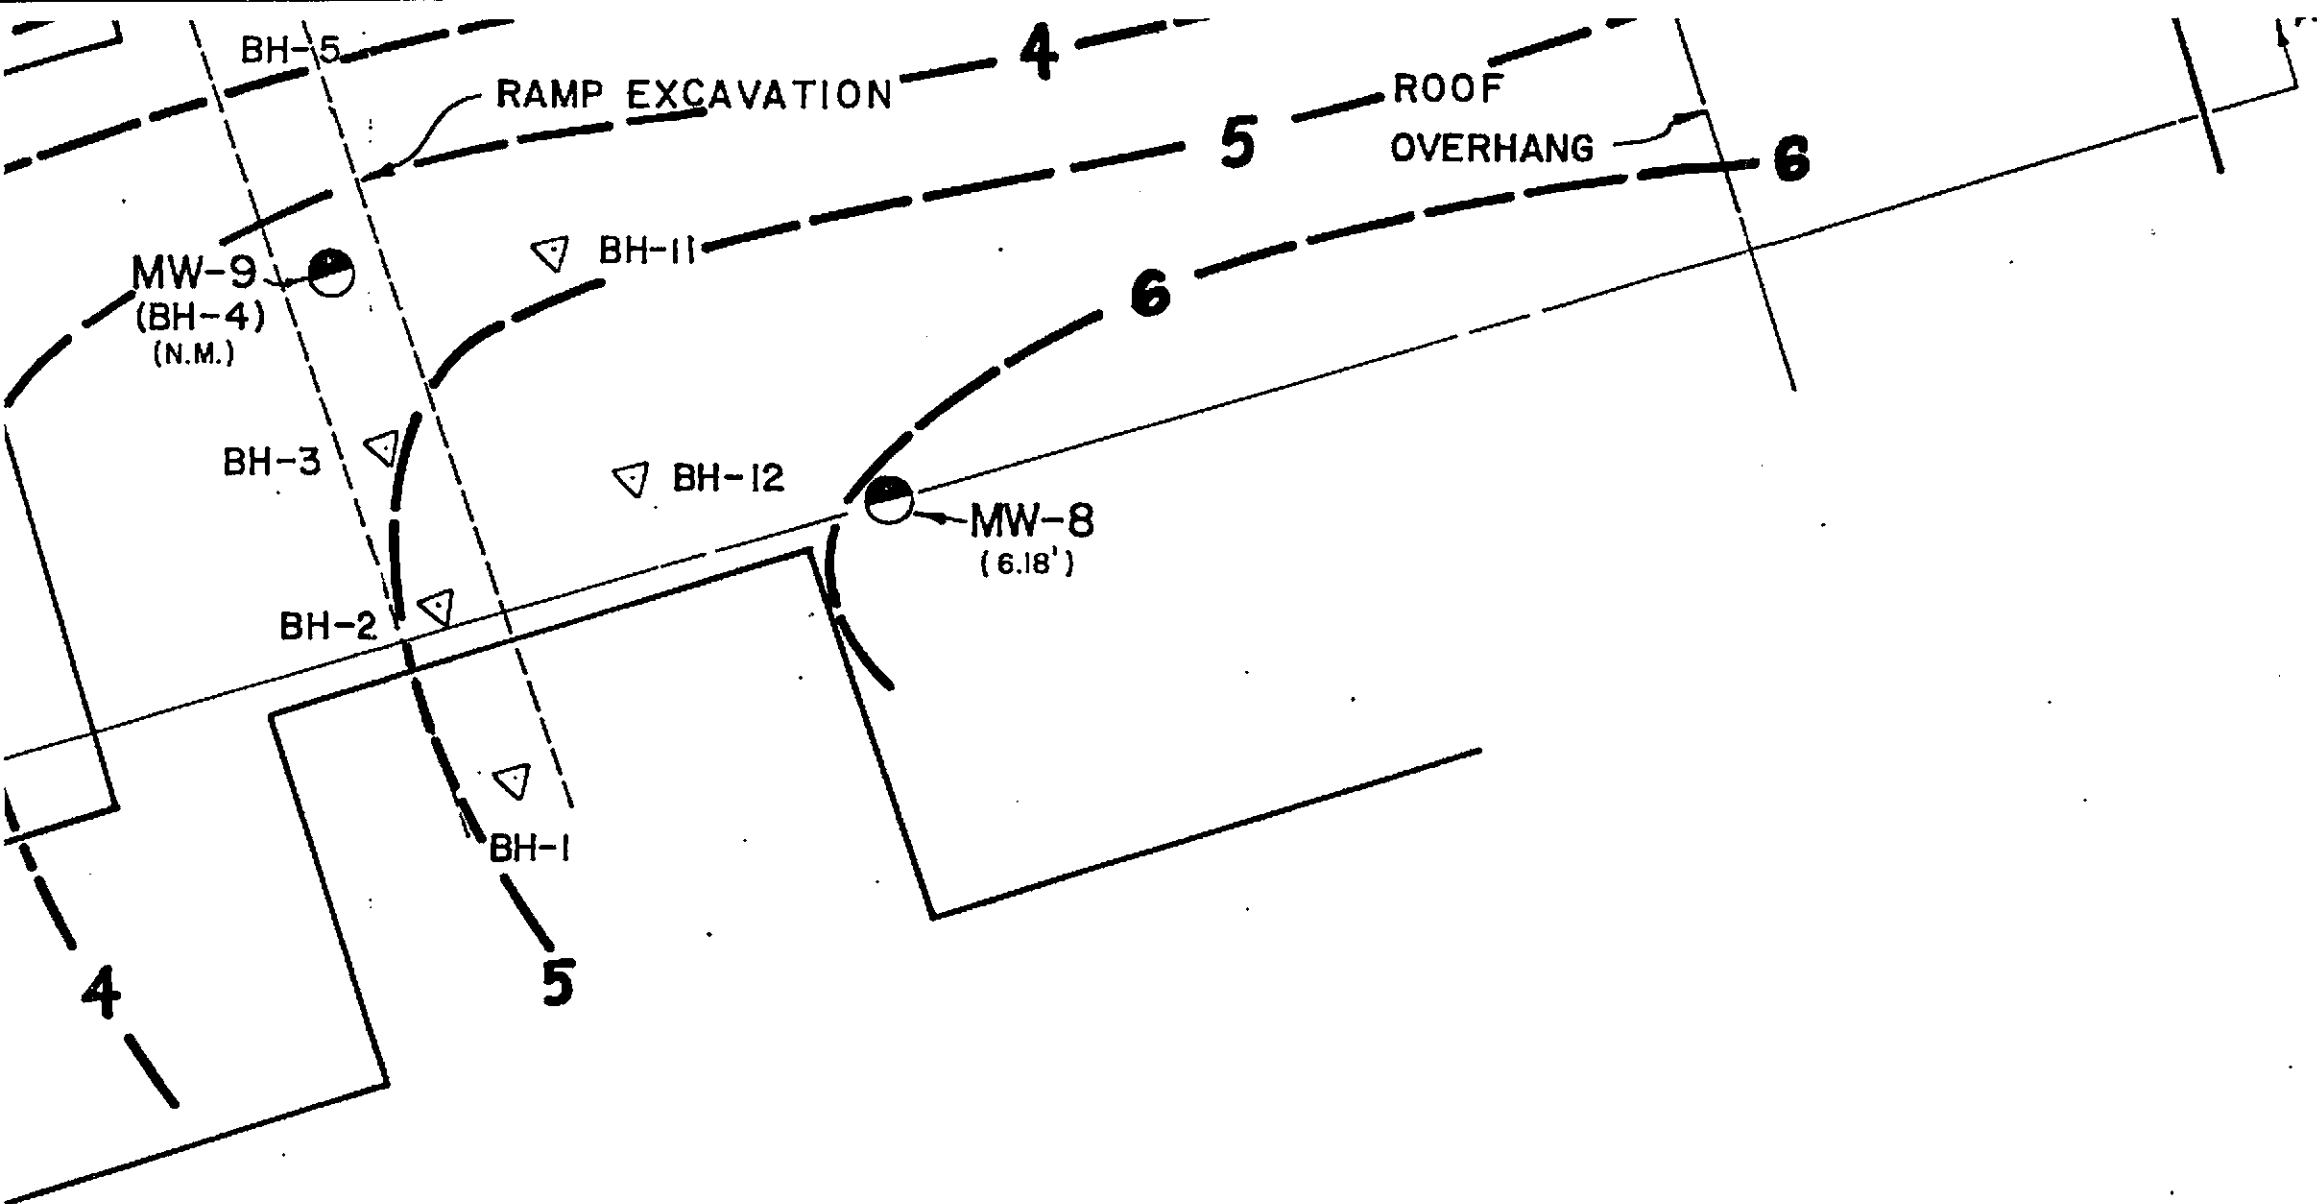 BH-5
4
RAMP EXCAVATION
ROOF
OVERHANG
5
6
BH-11
MW-9
(BH-4)
(N.M.)
6
BH-3
BH-12
MW-8
(6.18')
BH-2
BH-1
4
5